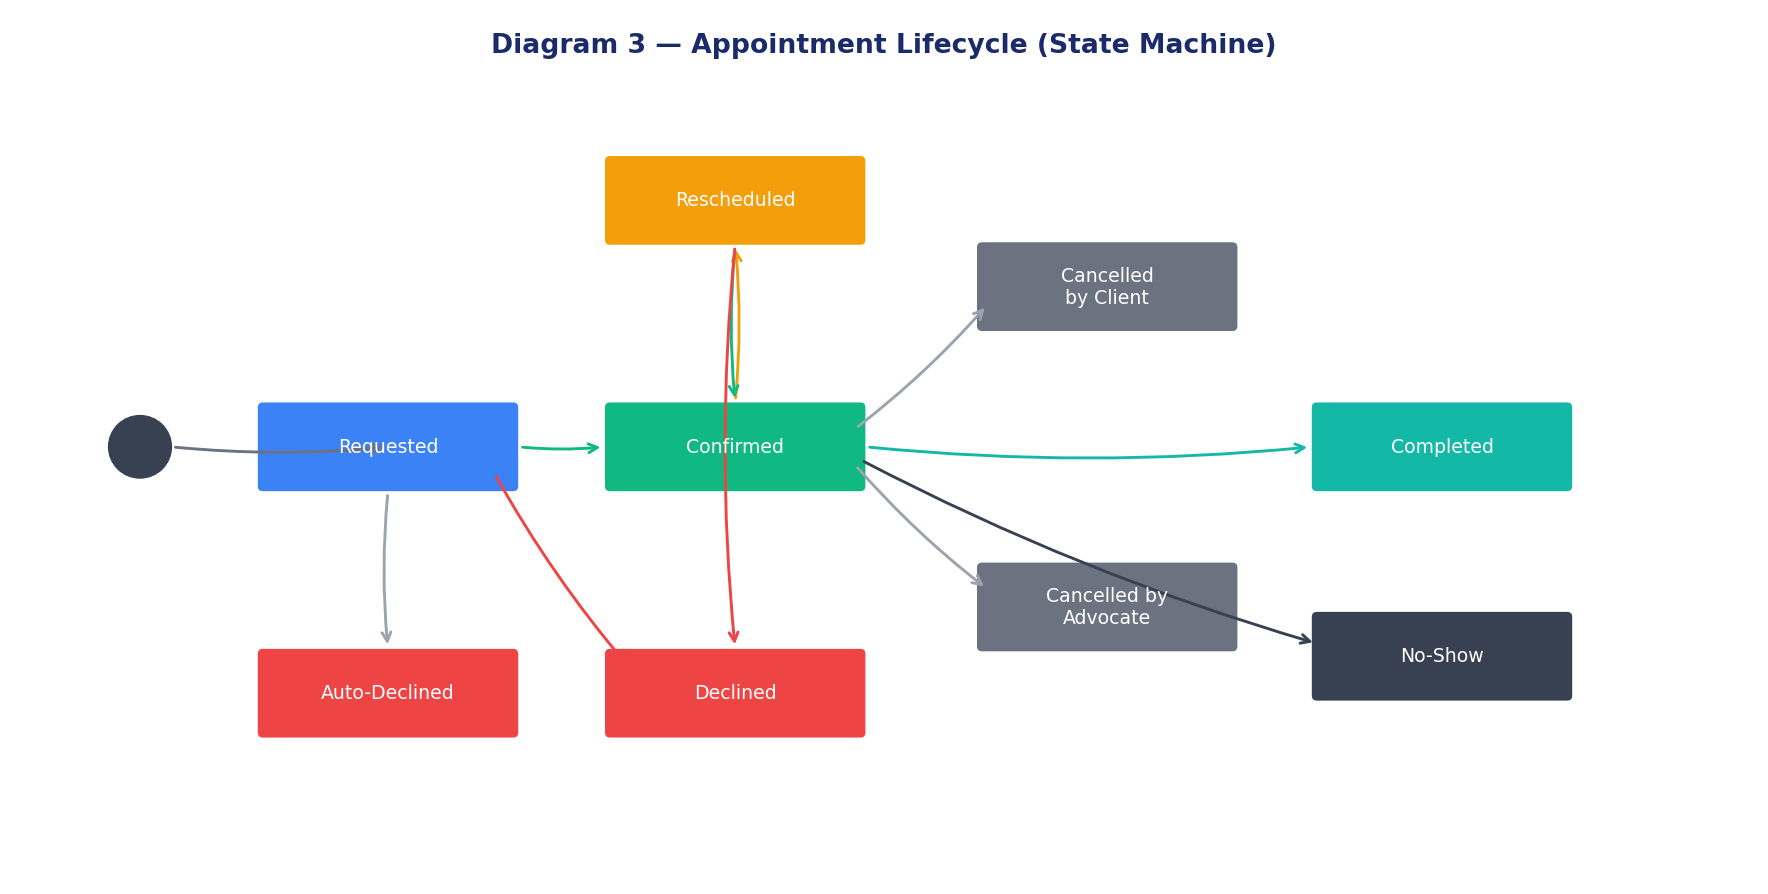 Diagram 3 — Appointment Lifecycle (State Machine)
Rescheduled
Cancelled
by Client
Requested
Confirmed
Completed
Cancelled by
Advocate
No-Show
Auto-Declined
Declined